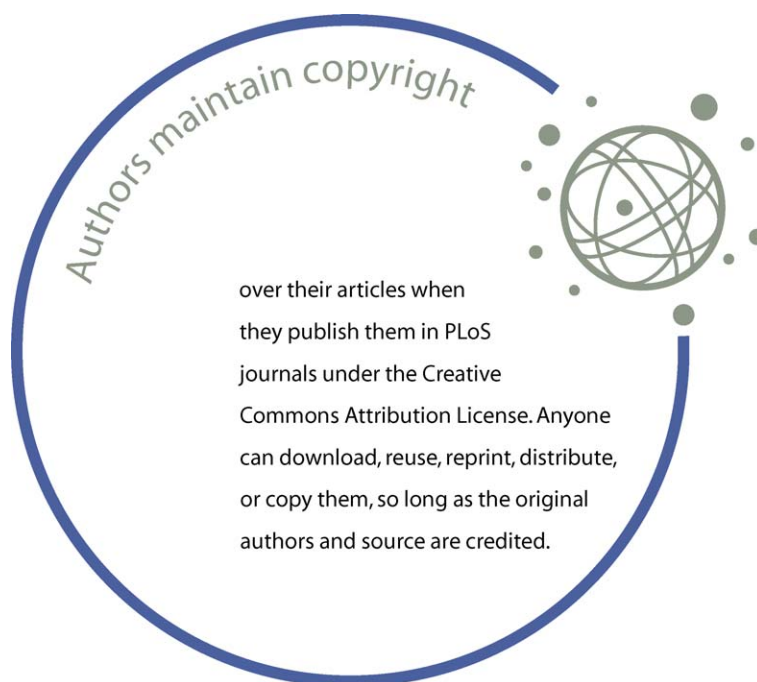 Authors maintain copyright
over their articles when
they publish them in PLoS
journals under the Creative
Commons Attribution License. Anyone
can download, reuse, reprint, distribute,
or copy them, so long as the original
authors and source are credited.